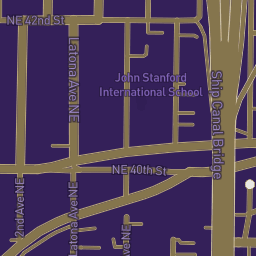 NE 42nd St
Latona Ave NE
John Stanford
International School
Ship Canal Bridge
NE 40th St
2nd Ave NE
Latona Ave NE